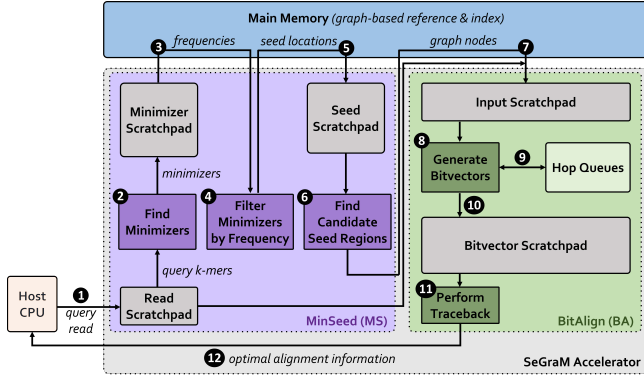 Main Memory (graph-based reference & index)
3 frequencies seed locations 5 graph nodes 7
Minimizer
Scratchpad
Seed
Scratchpad
Input Scratchpad
minimizers
8
Generate
Bitvectors
9
Hop Queues
2
Find
Minimizers
4
Filter
Minimizers
by Frequency
6
Find
Candidate
Seed Regions
10
Bitvector Scratchpad
query k-mers
Host
CPU
1
query
read
Read
Scratchpad
11
Perform
Traceback
MinSeed (MS)
BitAlign (BA)
12 optimal alignment information
SeGraM Accelerator